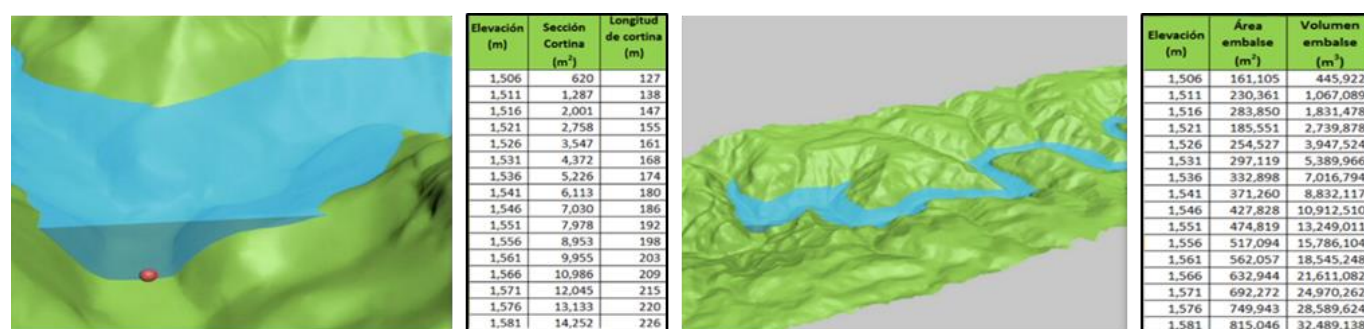 Elevación (m) Sección Cortina (m²) Longitud de cortina (m)
1,506 620 127
1,511 1,287 138
1,516 2,001 147
1,521 2,758 155
1,526 3,547 161
1,531 4,372 168
1,536 5,226 174
1,541 6,113 180
1,546 7,030 186
1,551 7,978 192
1,556 8,953 198
1,561 9,955 203
1,566 10,986 209
1,571 12,045 215
1,576 13,133 220
1,581 14,252 226
Elevación (m) Área embalse (m²) Volumen embalse (m³)
1,506 161,105 445,922
1,511 230,361 1,067,089
1,516 283,850 1,831,478
1,521 185,551 2,739,878
1,526 254,527 3,947,524
1,531 297,119 5,389,966
1,536 332,898 7,016,794
1,541 371,260 8,832,117
1,546 427,828 10,912,510
1,551 474,819 13,249,011
1,556 517,094 15,786,104
1,561 562,057 18,545,248
1,566 632,944 21,611,082
1,571 692,272 24,970,262
1,576 749,943 28,589,624
1,581 815,046 32,489,138